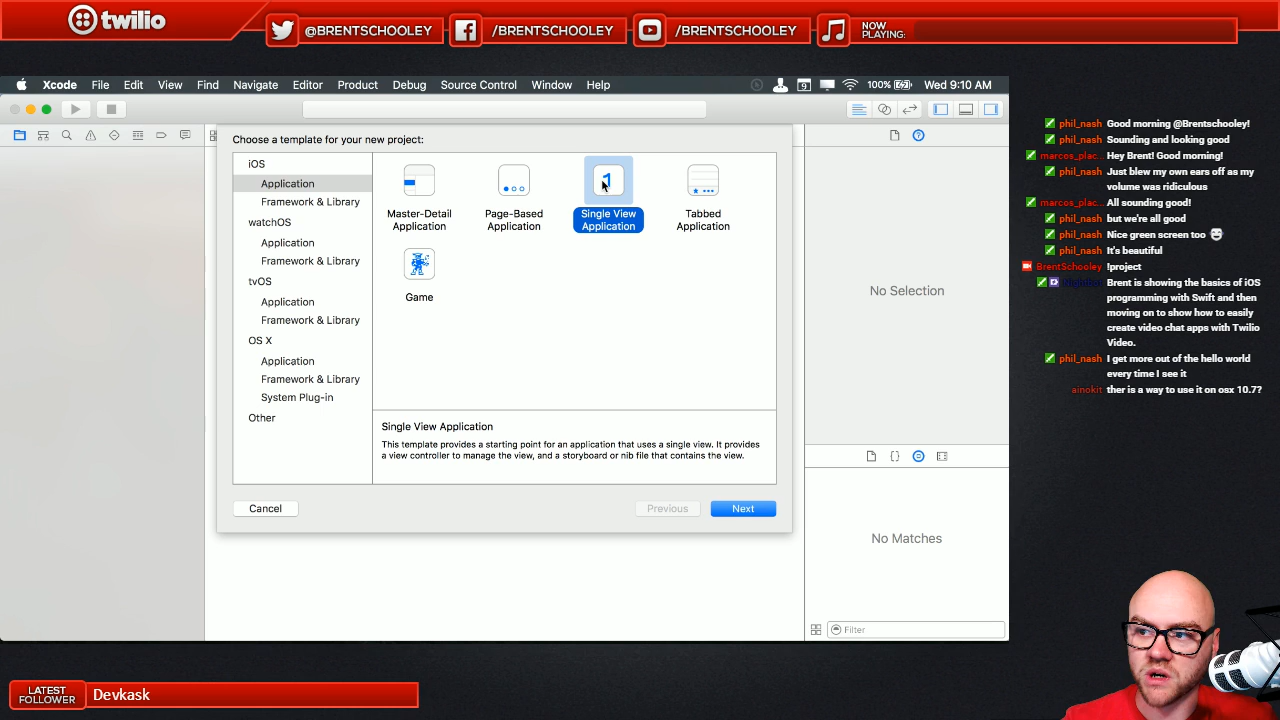 twilio
@BRENTSCHOOLEY
/BRENTSCHOOLEY
/BRENTSCHOOLEY
NOW
PLAYING:
Xcode File Edit View Find Navigate Editor Product Debug Source Control Window Help
9 100% Wed 9:10 AM
Choose a template for your new project:
iOS
Application
Framework & Library
watchOS
Application
Framework & Library
tvOS
Application
Framework & Library
OS X
Application
Framework & Library
System Plug-in
Other
Master-Detail
Application
Page-Based
Application
1
Single View
Application
Tabbed
Application
Game
Single View Application
This template provides a starting point for an application that uses a single view. It provides
a view controller to manage the view, and a storyboard or nib file that contains the view.
Cancel
Previous
Next
No Selection
No Matches
Filter
phil_nash Good morning @Brentschooley!
phil_nash Sounding and looking good
marcos_plac... Hey Brent! Good morning!
phil_nash Just blew my own ears off as my
volume was ridiculous
marcos_plac... All sounding good!
phil_nash but we're all good
phil_nash Nice green screen too
phil_nash It's beautiful
BrentSchooley !project
Brent is showing the basics of iOS
programming with Swift and then
moving on to show how to easily
create video chat apps with Twilio
Video.
phil_nash I get more out of the hello world
every time I see it
ainokit ther is a way to use it on osx 10.7?
LATEST
FOLLOWER
Devkask